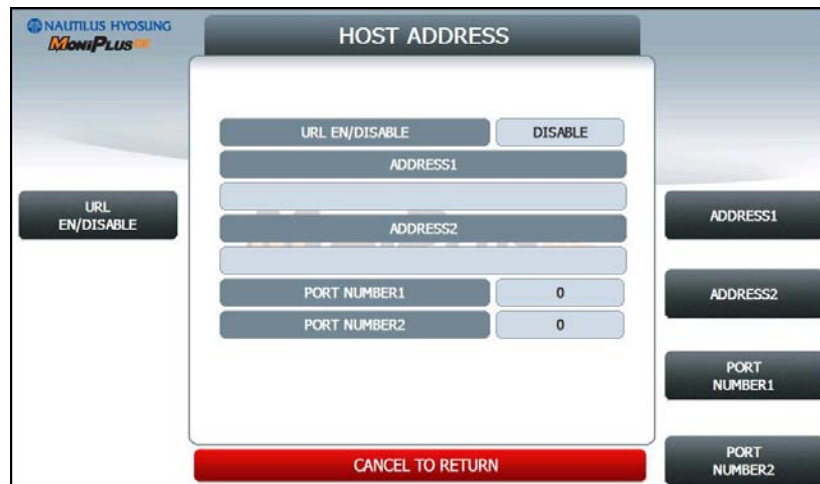 NAUTILUS HYOSUNG
MONIPLUS
HOST ADDRESS
URL EN/DISABLE DISABLE
ADDRESS1
ADDRESS2
PORT NUMBER1 0
PORT NUMBER2 0
URL
EN/DISABLE
ADDRESS1
ADDRESS2
PORT
NUMBER1
PORT
NUMBER2
CANCEL TO RETURN